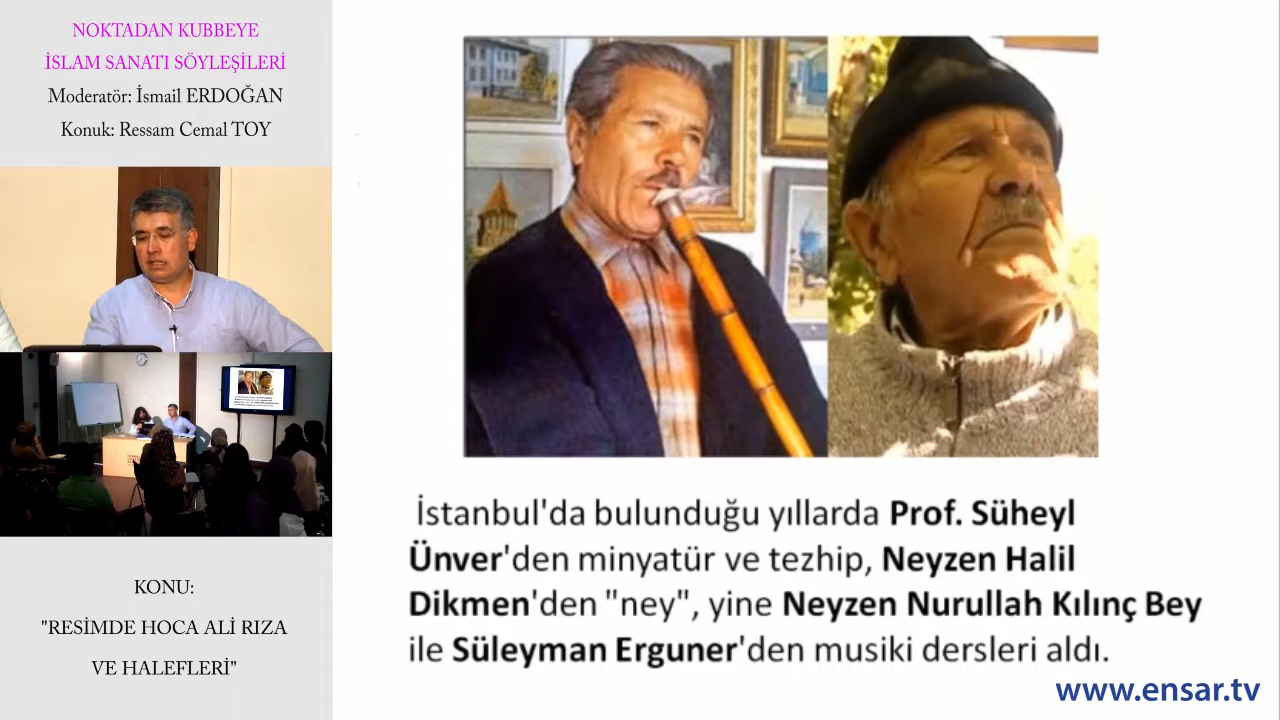 NOKTADAN KUBBEYE
İSLAM SANATI SÖYLEŞİLERİ
Moderatör: İsmail ERDOĞAN
Konuk: Ressam Cemal TOY
İstanbul'da bulunduğu yıllarda Prof. Süheyl
Ünver'den minyatür ve tezhip, Neyzen Halil
Dikmen'den "ney", yine Neyzen Nurullah Kılınç Bey
ile Süleyman Erguner'den musiki dersleri aldı.
KONU:
"RESİMDE HOCA ALİ RIZA
VE HALEFLERİ"
www.ensar.tv